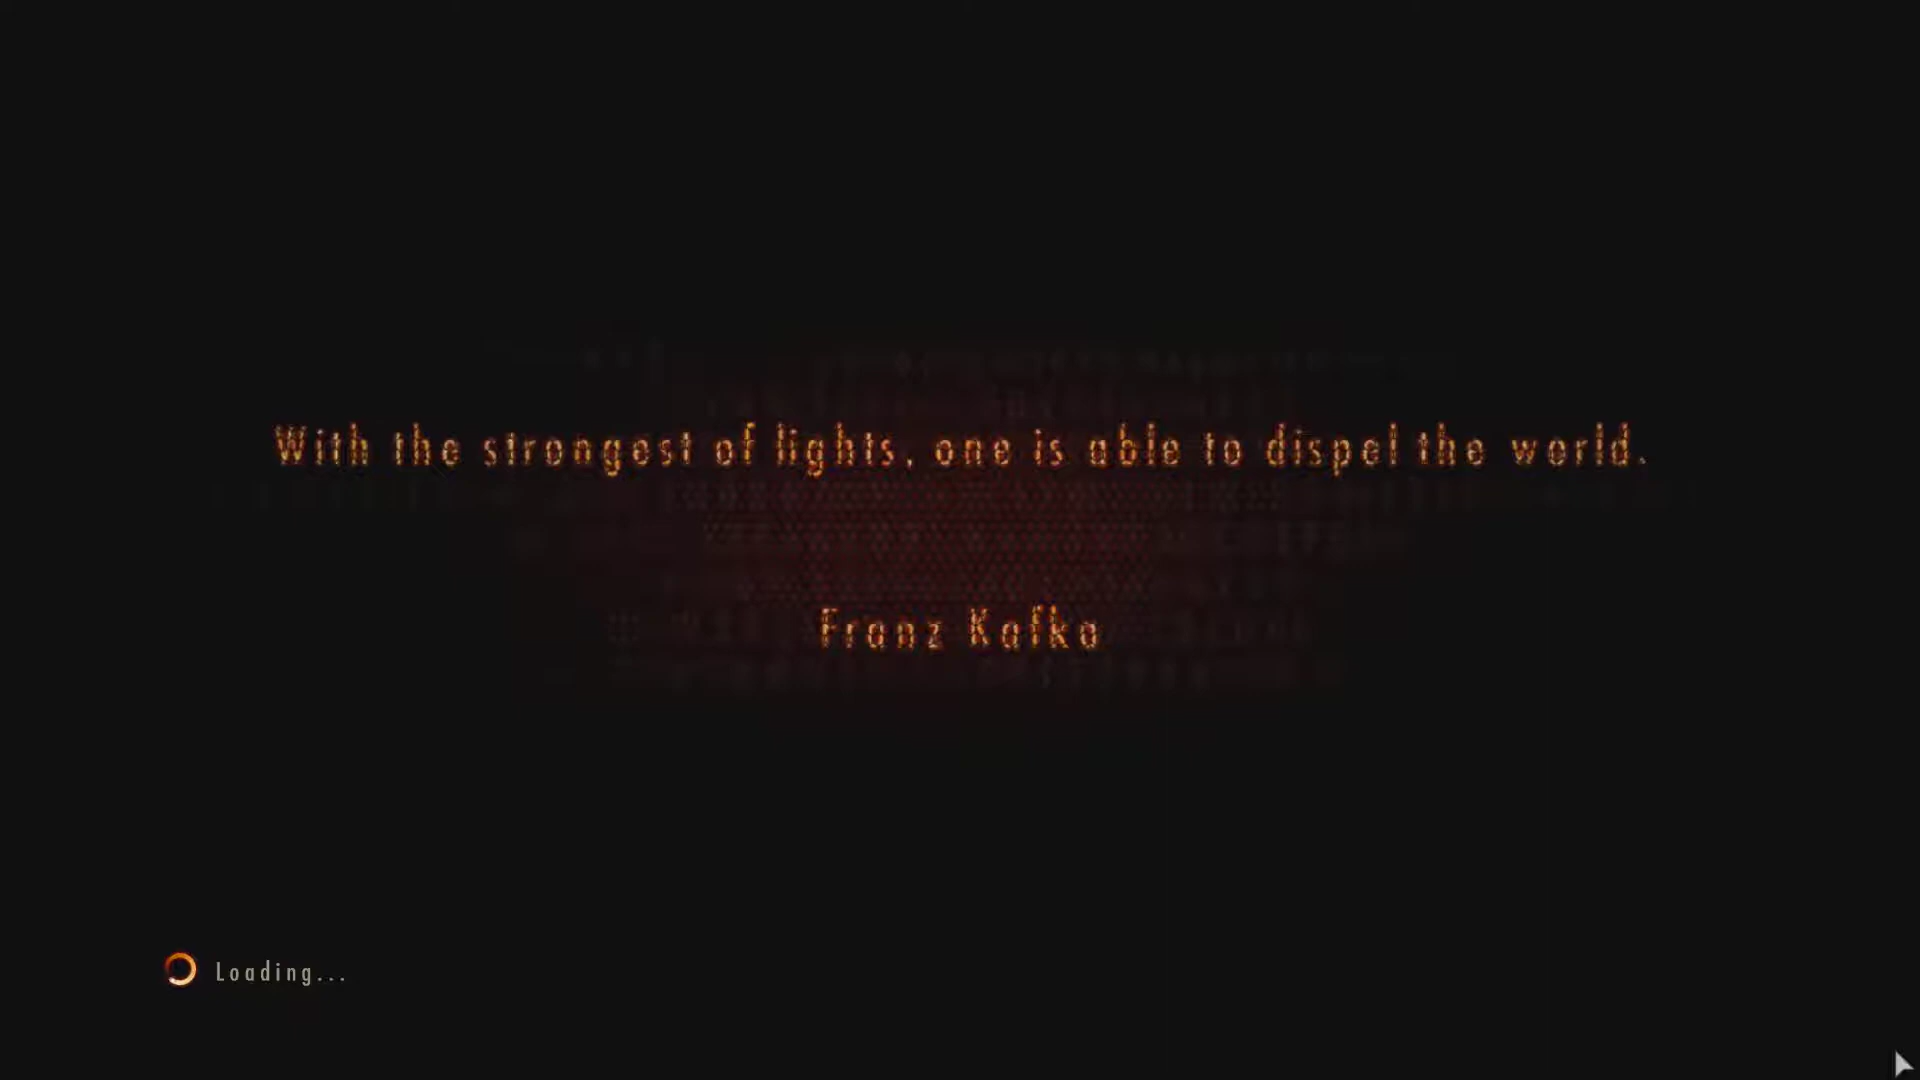 With the strongest of lights, one is able to dispel the world.
Franz Kafka
Loading...